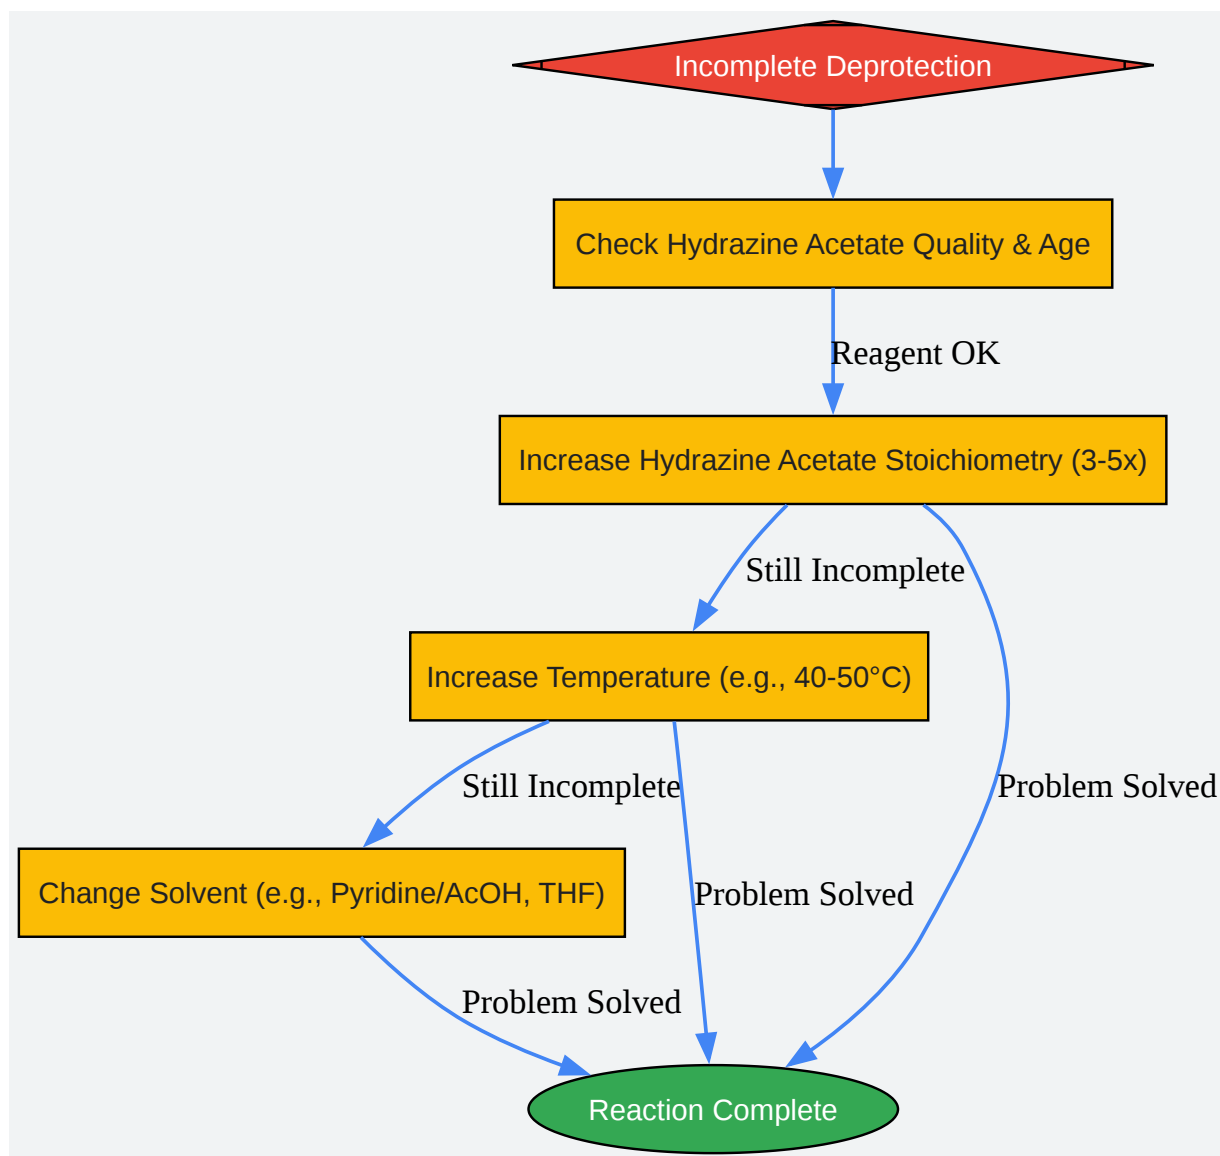 Incomplete Deprotection
Check Hydrazine Acetate Quality & Age
Reagent OK
Increase Hydrazine Acetate Stoichiometry (3-5x)
Still Incomplete
Increase Temperature (e.g., 40-50°C)
Still Incomplete
Problem Solved
Change Solvent (e.g., Pyridine/AcOH, THF)
Problem Solved
Problem Solved
Reaction Complete